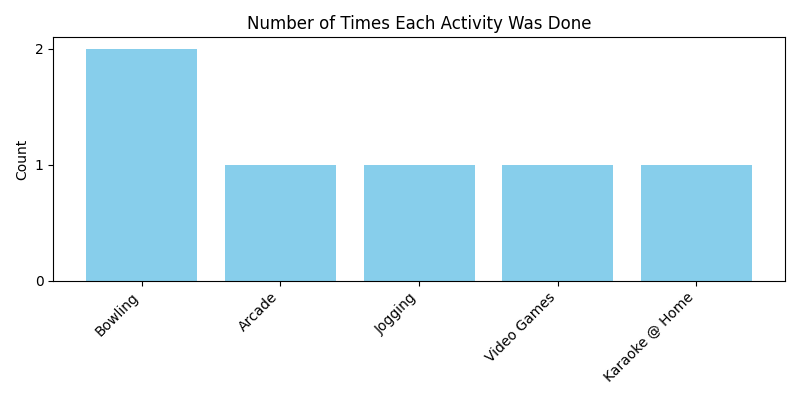 Number of Times Each Activity Was Done
Count
2
1
0
Bowling
Arcade
Jogging
Video Games
Karaoke @ Home